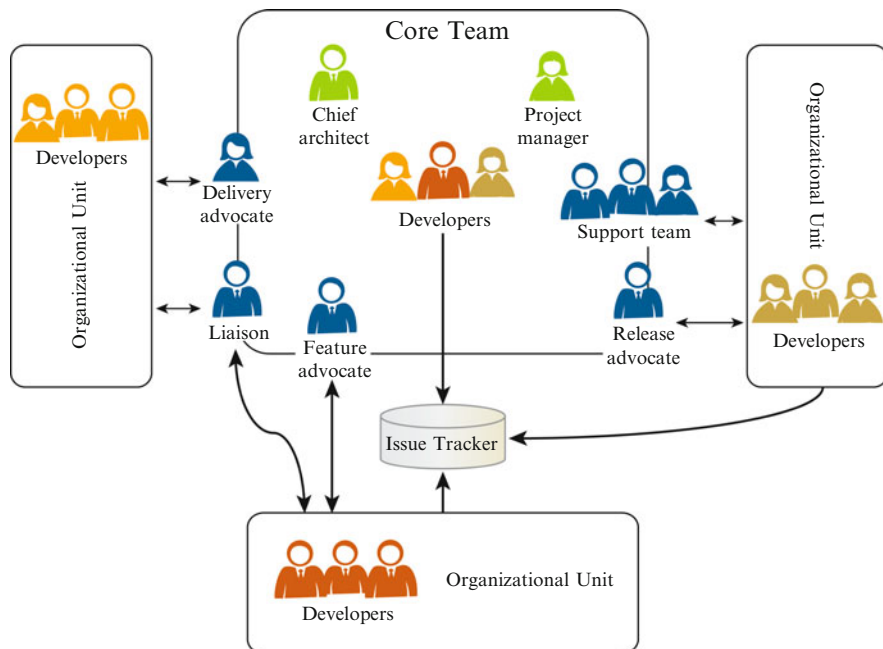 Core Team
Chief
architect
Project
manager
Developers
Organizational Unit
Delivery
advocate
Developers
Support team
Organizational
Unit
Developers
Liaison
Feature
advocate
Release
advocate
Issue Tracker
Developers
Organizational Unit